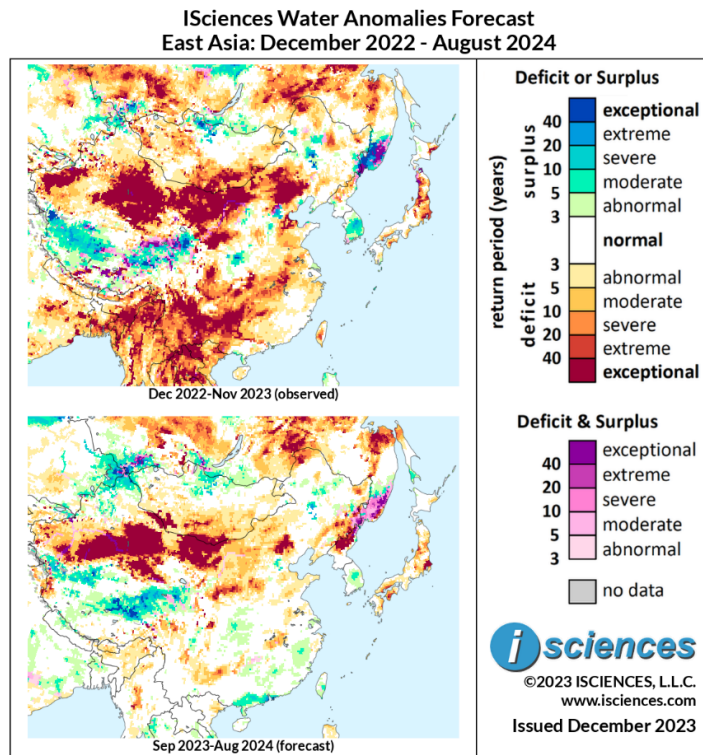 ISciences Water Anomalies Forecast
East Asia: December 2022 - August 2024
Dec 2022-Nov 2023 (observed)
Sep 2023-Aug 2024 (forecast)
Deficit or Surplus
return period (years)
surplus
deficit
40 exceptional
20 extreme
10 severe
5 moderate
3 abnormal
normal
3 abnormal
5 moderate
10 severe
20 extreme
40 exceptional
Deficit & Surplus
40 exceptional
20 extreme
10 severe
5 moderate
3 abnormal
no data
i sciences
©2023 ISCIENCES, L.L.C.
www.isciences.com
Issued December 2023